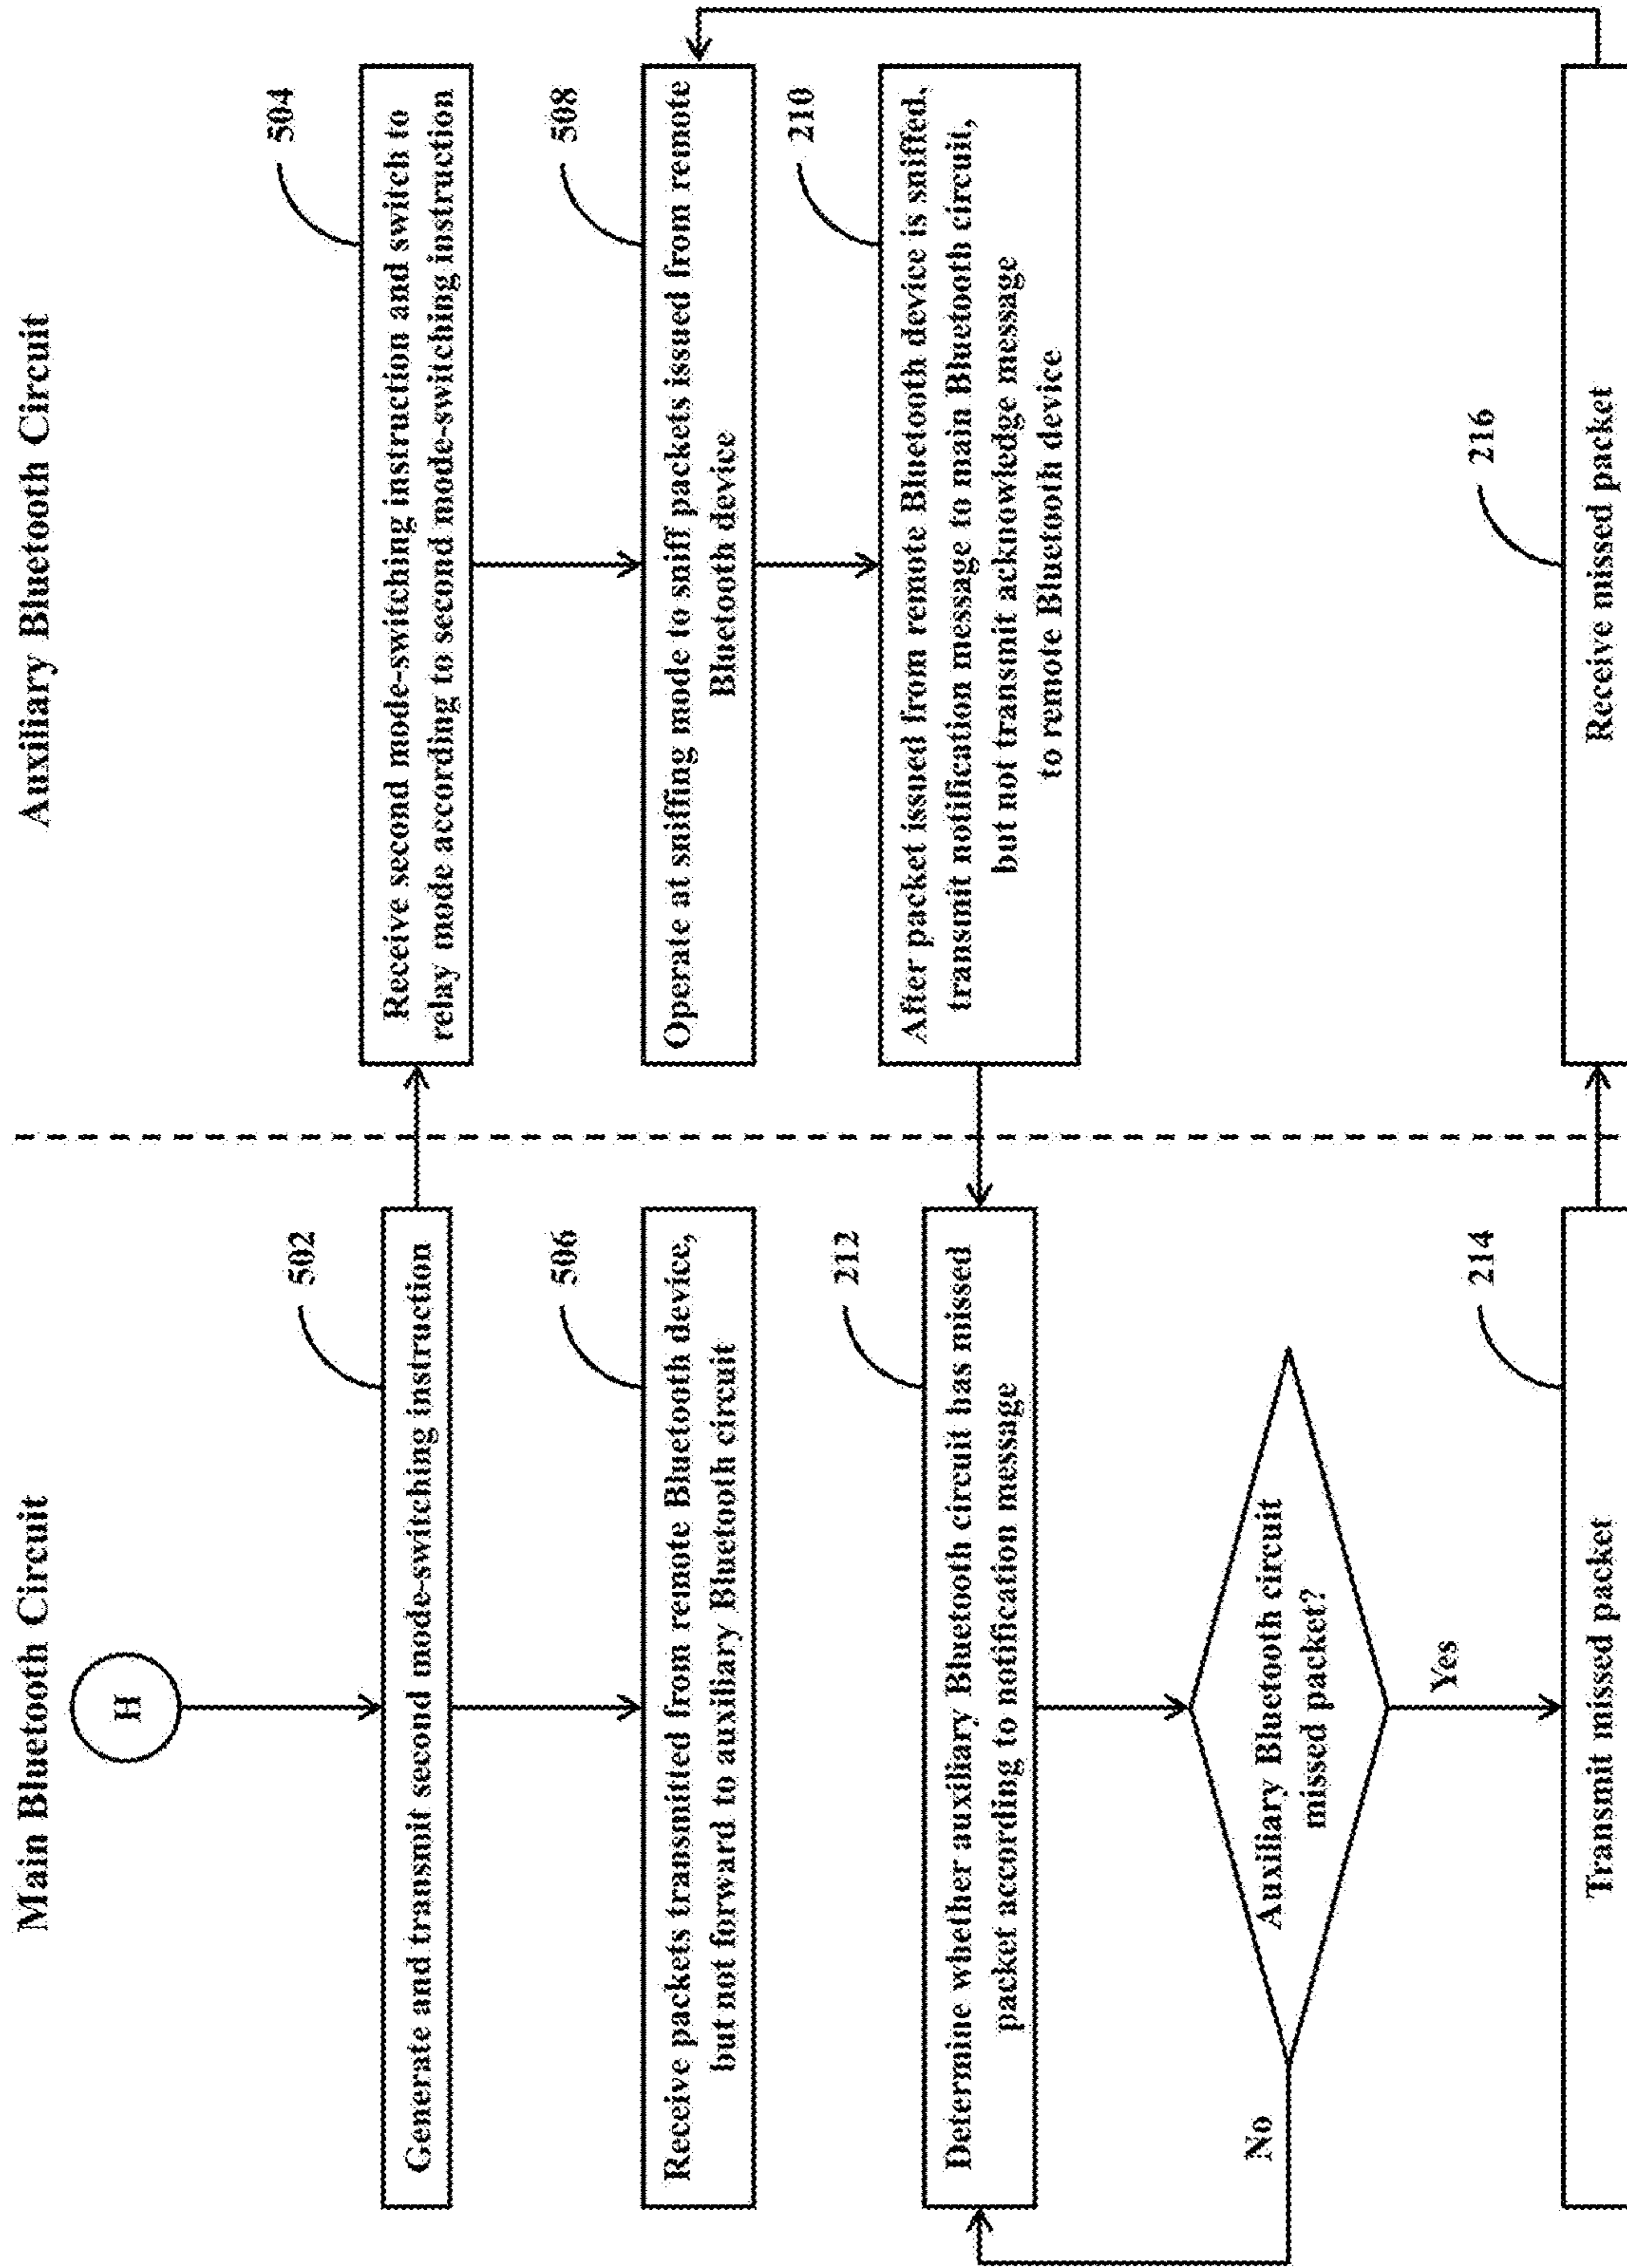 Main Bluetooth Circuit
Auxiliary Bluetooth Circuit
H
502
Generate and transmit second mode-switching instruction
504
Receive second mode-switching instruction and switch to
relay mode according to second mode-switching instruction
506
Receive packets transmitted from remote Bluetooth device,
but not forward to auxiliary Bluetooth circuit
508
Operate at sniffing mode to sniff packets issued from remote
Bluetooth device
210
After packet issued from remote Bluetooth device is sniffed,
transmit notification message to main Bluetooth circuit,
but not transmit acknowledge message
to remote Bluetooth device
212
Determine whether auxiliary Bluetooth circuit has missed
packet according to notification message
Auxiliary Bluetooth circuit
missed packet?
No
Yes
214
Transmit missed packet
216
Receive missed packet